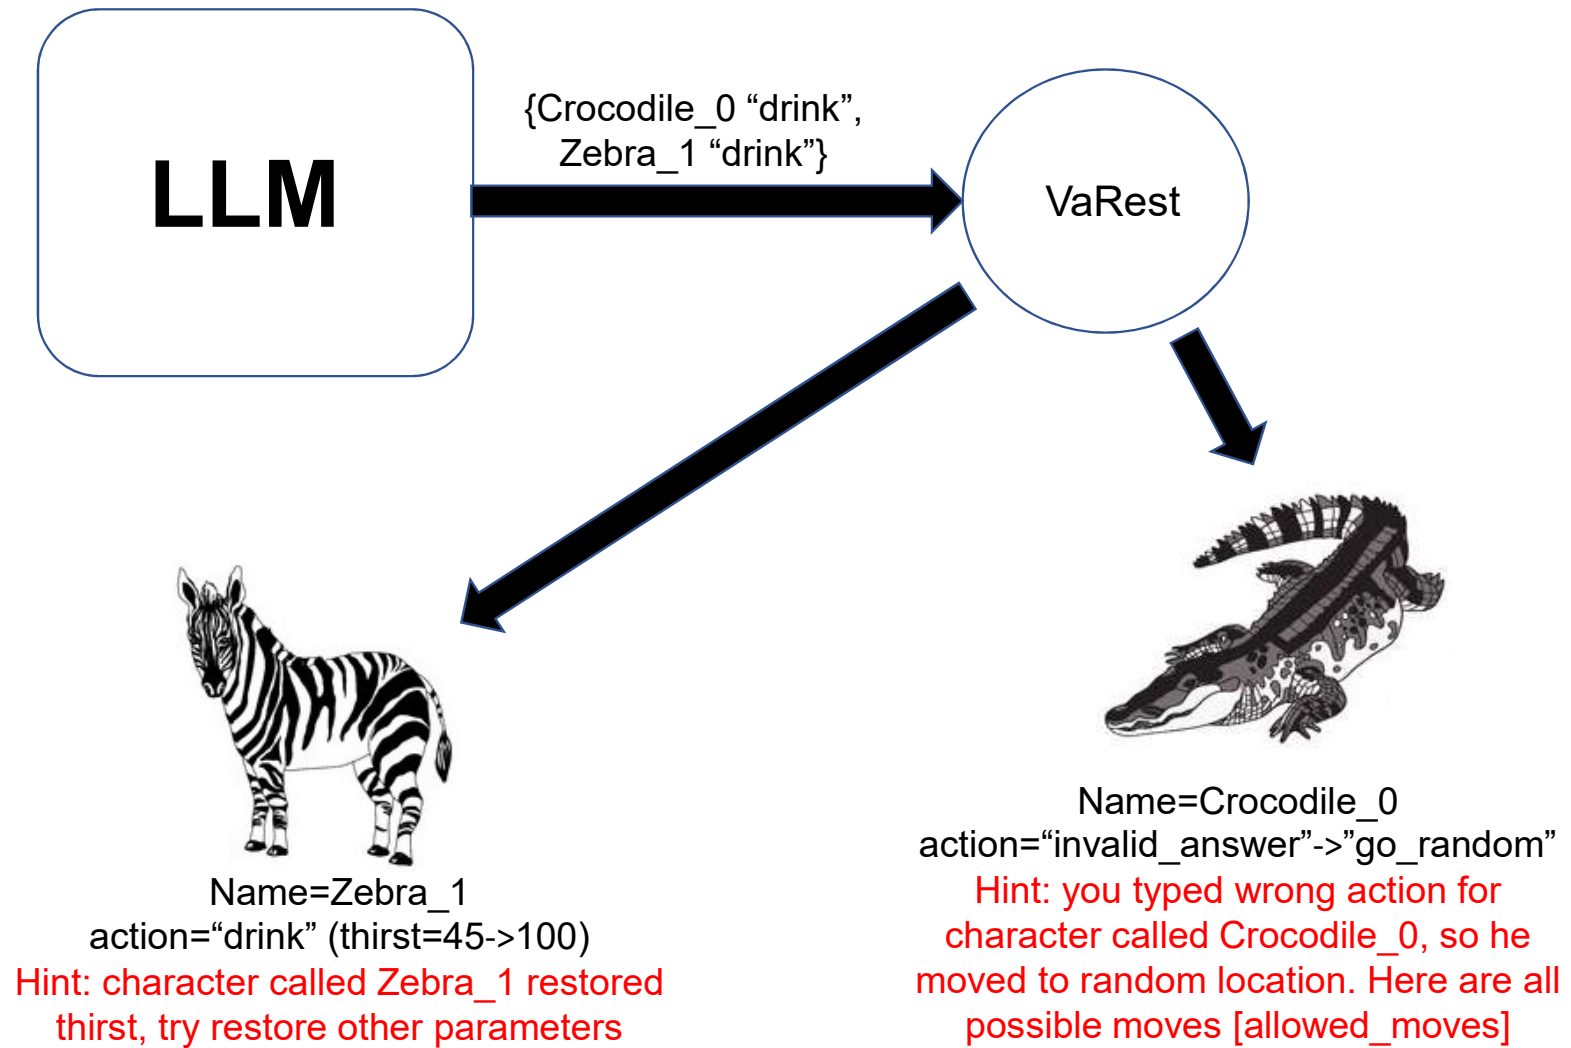 LLM
{Crocodile_0 “drink”,
Zebra_1 “drink”}
VaRest
Name=Zebra_1
action=“drink” (thirst=45->100)
Hint: character called Zebra_1 restored
thirst, try restore other parameters
Name=Crocodile_0
action=“invalid_answer”->”go_random”
Hint: you typed wrong action for
character called Crocodile_0, so he
moved to random location. Here are all
possible moves [allowed_moves]